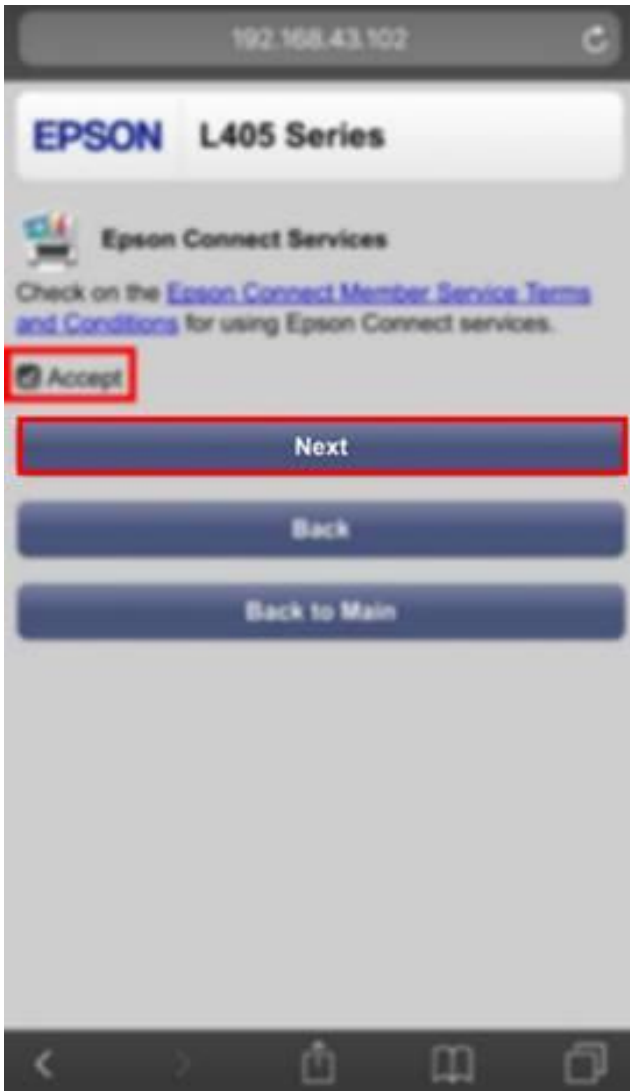 192.168.43.102
EPSON L405 Series
Epson Connect Services
Check on the Epson Connect Member Service Terms
and Conditions for using Epson Connect services.
Accept
Next
Back
Back to Main